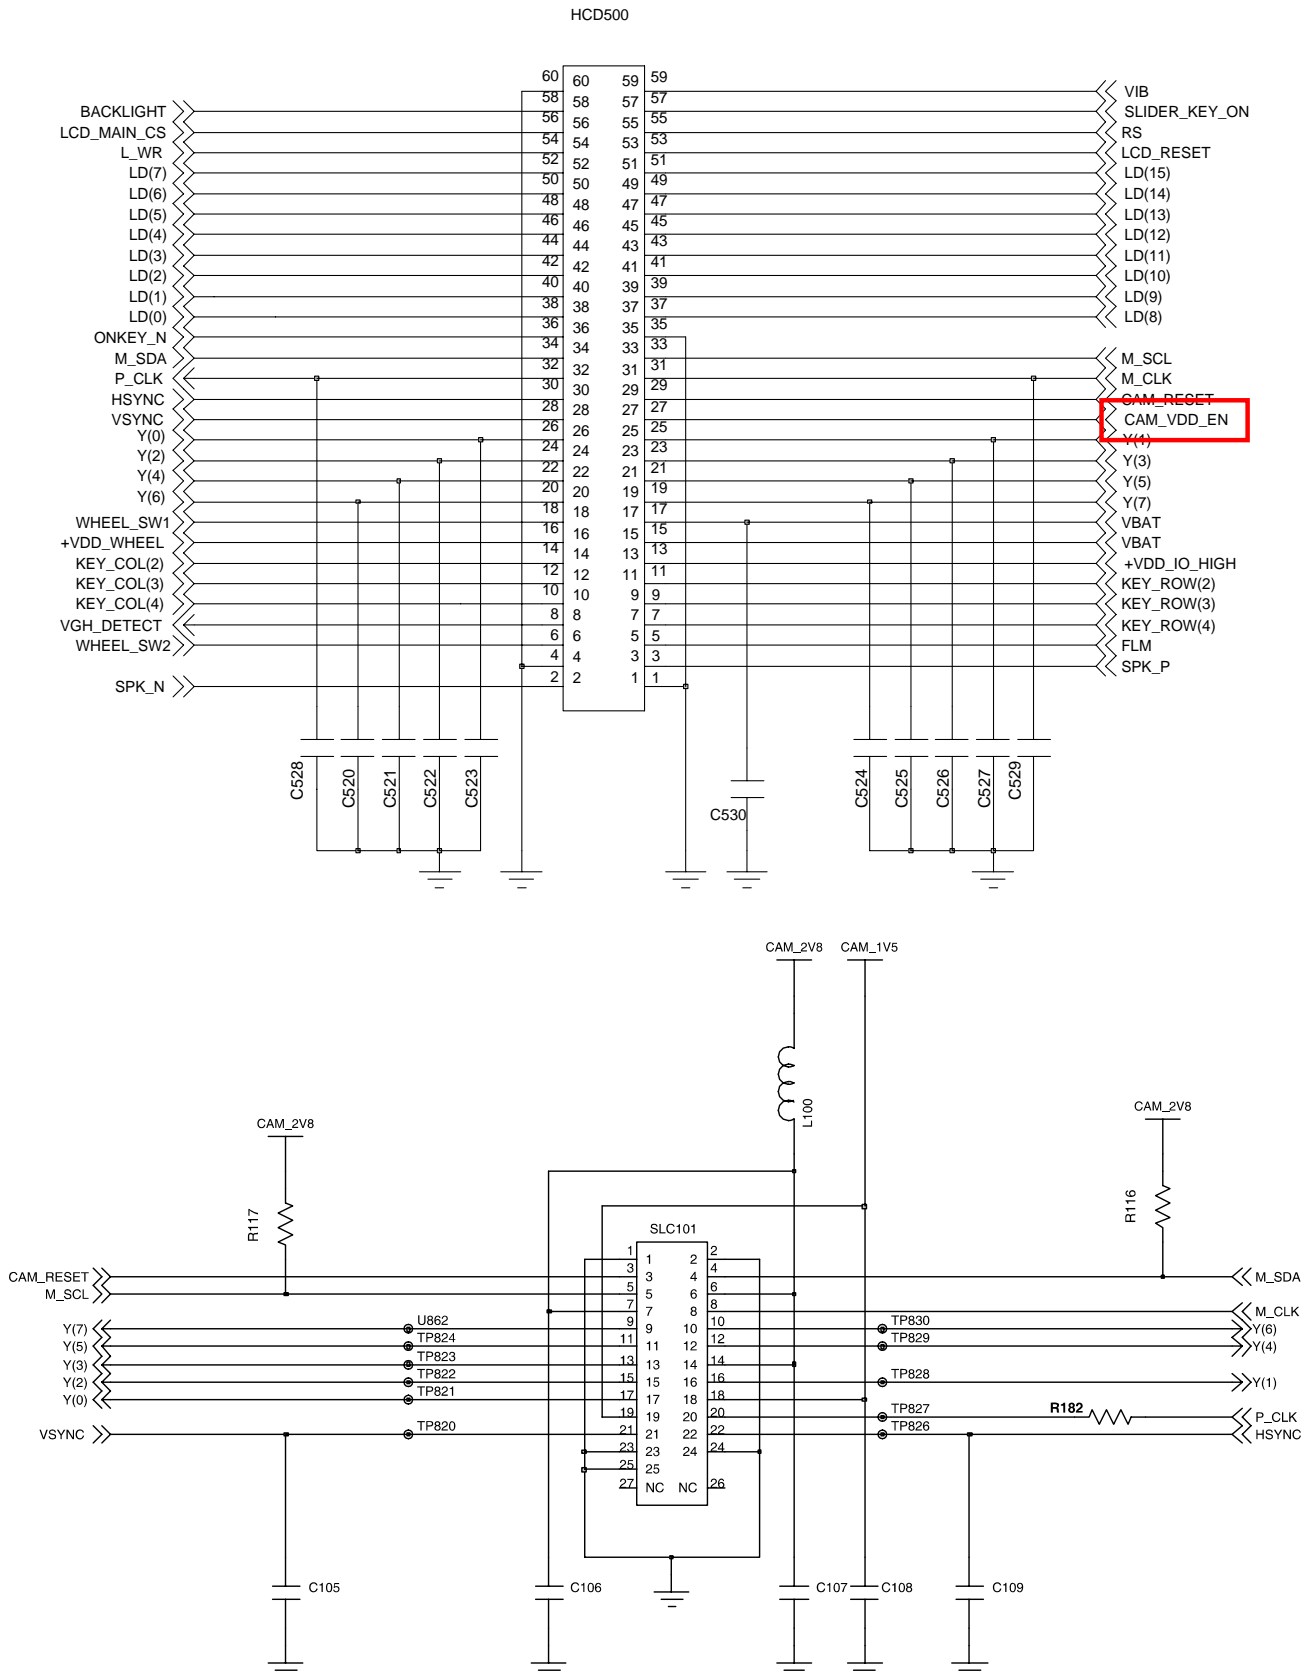 HCD500
60 60 59 59
VIB
58 58 57 57
BACKLIGHT SLIDER_KEY_ON
56 56 55 55
LCD_MAIN_CS RS
54 54 53 53
L_WR LCD_RESET
52 52 51 51
LD(7) LD(15)
50 50 49 49
LD(6) LD(14)
48 48 47 47
LD(5) LD(13)
46 46 45 45
LD(4) LD(12)
44 44 43 43
LD(3) LD(11)
42 42 41 41
LD(2) LD(10)
40 40 39 39
LD(1) LD(9)
38 38 37 37
LD(0) LD(8)
36 36 35 35
ONKEY_N
34 34 33 33
M_SDA M_SCL
32 32 31 31
P_CLK M_CLK
30 30 29 29
HSYNC CAM_RESET
28 28 27 27
VSYNC CAM_VDD_EN
26 26 25 25
Y(0) Y(1)
24 24 23 23
Y(2) Y(3)
22 22 21 21
Y(4) Y(5)
20 20 19 19
Y(6) Y(7)
18 18 17 17
WHEEL_SW1 VBAT
16 16 15 15
+VDD_WHEEL VBAT
14 14 13 13
KEY_COL(2) +VDD_IO_HIGH
12 12 11 11
KEY_COL(3) KEY_ROW(2)
10 10 9 9
KEY_COL(4) KEY_ROW(3)
8 8 7 7
VGH_DETECT KEY_ROW(4)
6 6 5 5
WHEEL_SW2 FLM
4 4 3 3
SPK_P
2 2 1 1
SPK_N
C528 C520 C521 C522 C523 C530 C524 C525 C526 C527 C529
CAM_2V8 CAM_1V5
L100
CAM_2V8 CAM_2V8
R117 R116
SLC101
1 1 2 2
CAM_RESET 3 3 4 4 M_SDA
M_SCL 5 5 6 6
7 7 8 8 M_CLK
Y(7) U862 9 9 10 10 TP830 Y(6)
Y(5) TP824 11 11 12 12 TP829 Y(4)
Y(3) TP823 13 13 14 14
Y(2) TP822 15 15 16 16 TP828 Y(1)
Y(0) TP821 17 17 18 18
19 19 20 20 TP827 R182 P_CLK
VSYNC TP820 21 21 22 22 TP826 HSYNC
23 23 24 24
25 25
27 NC NC 26
C105 C106 C107 C108 C109